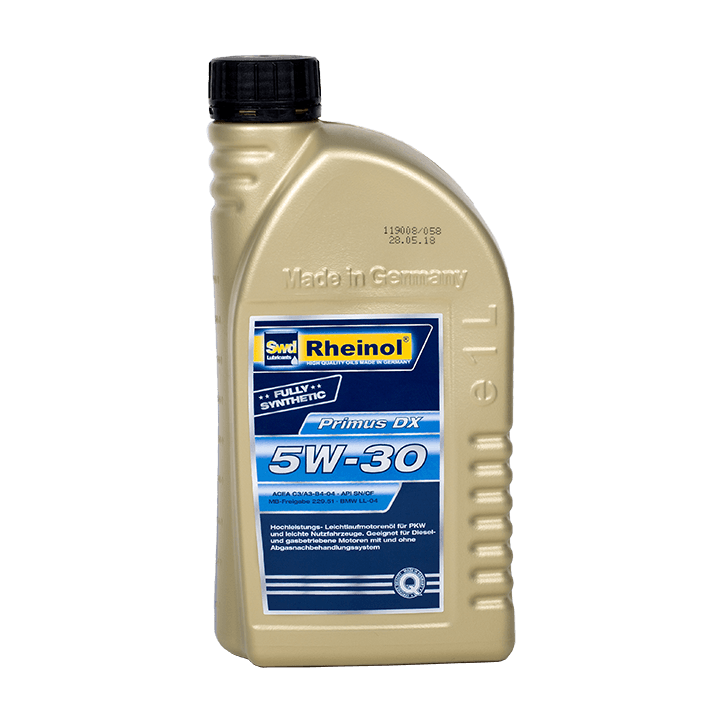 119008/058
28.05.18
Made in Germany
e 1L
Swd
Lubricants
Rheinol®
HIGH QUALITY OILS MADE IN GERMANY
** FULLY **
SYNTHETIC
Primus DX
5W-30
ACEA C3/A3-B4-04 - API SN/CF
MB-Freigabe 229.51 - BMW LL-04
Hochleistungs- Leichtlaufmotorenöl für PKW
und leichte Nutzfahrzeuge. Geeignet für Diesel-
und gasbetriebene Motoren mit und ohne
Abgasnachbehandlungssystem
Q